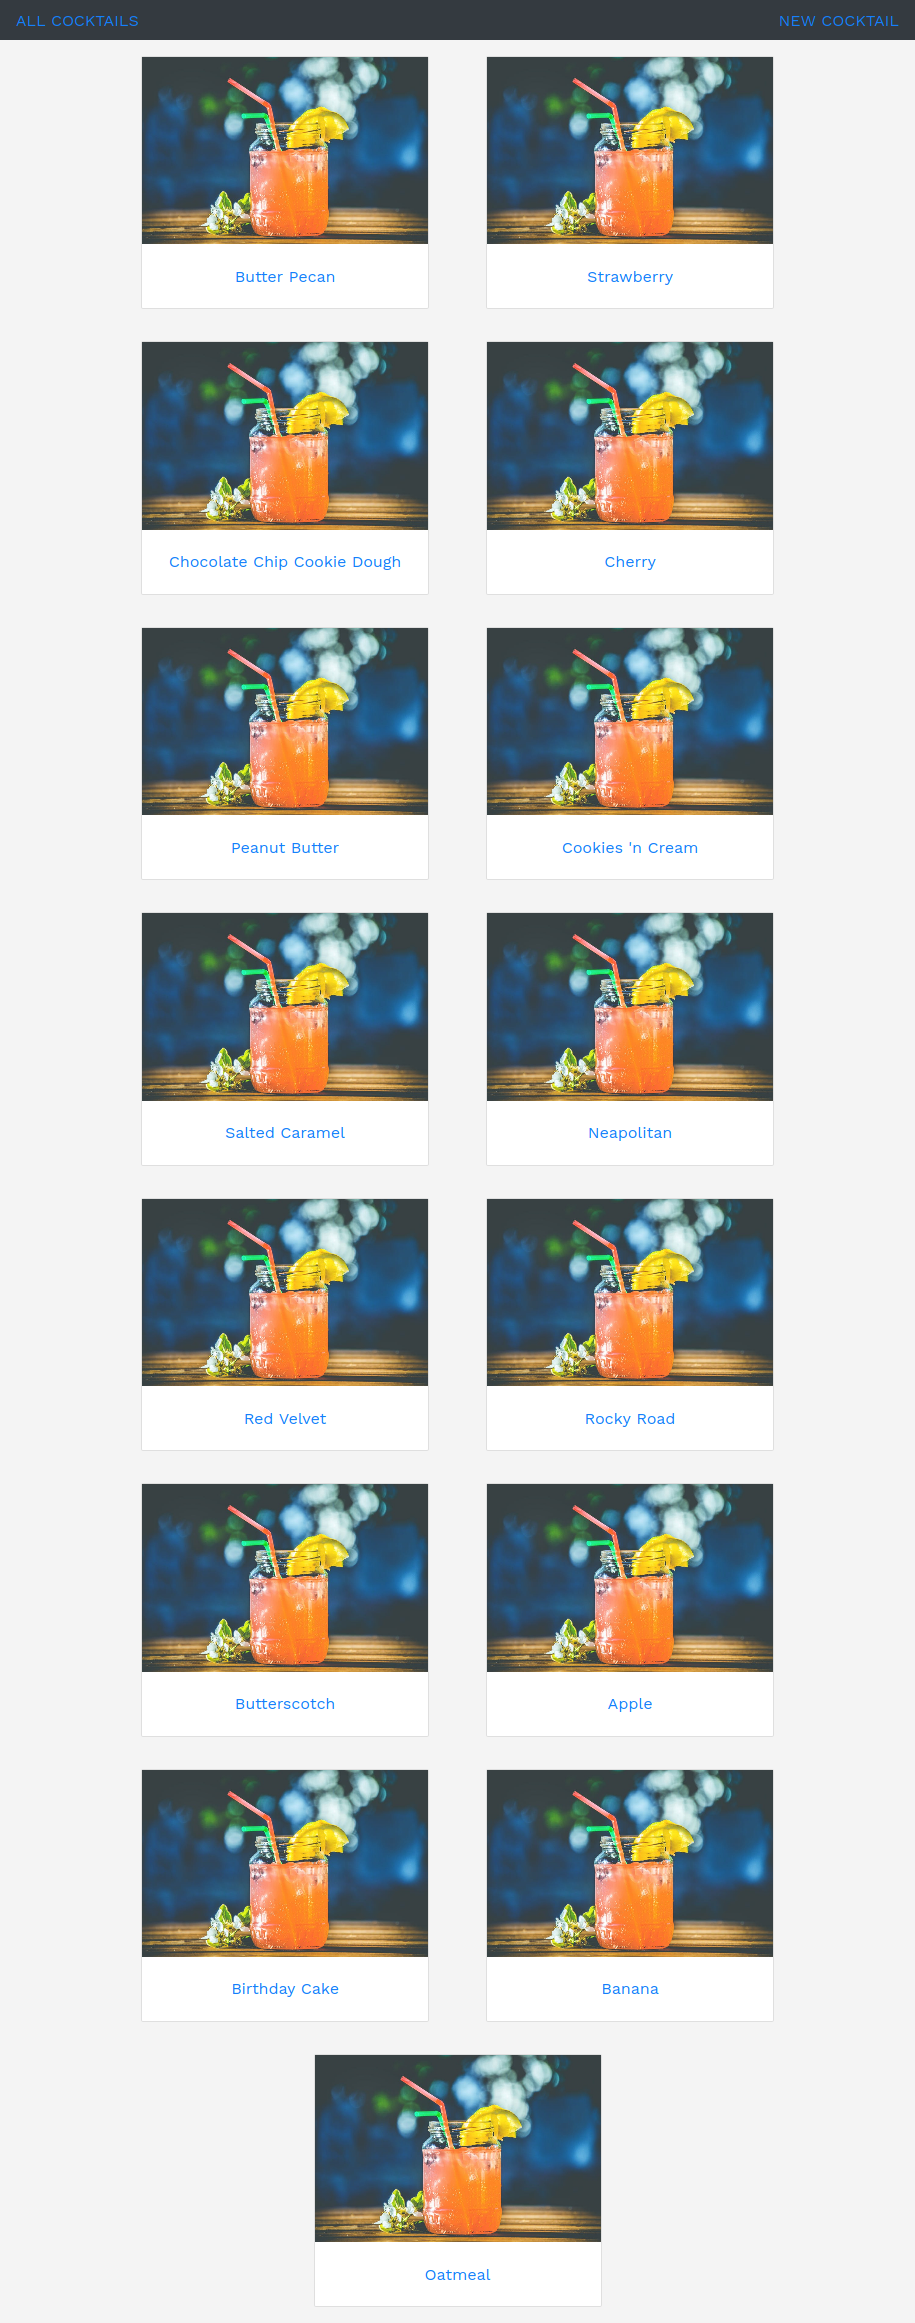 ALL COCKTAILS
NEW COCKTAIL
Butter Pecan
Strawberry
Chocolate Chip Cookie Dough
Cherry
Peanut Butter
Cookies 'n Cream
Salted Caramel
Neapolitan
Red Velvet
Rocky Road
Butterscotch
Apple
Birthday Cake
Banana
Oatmeal